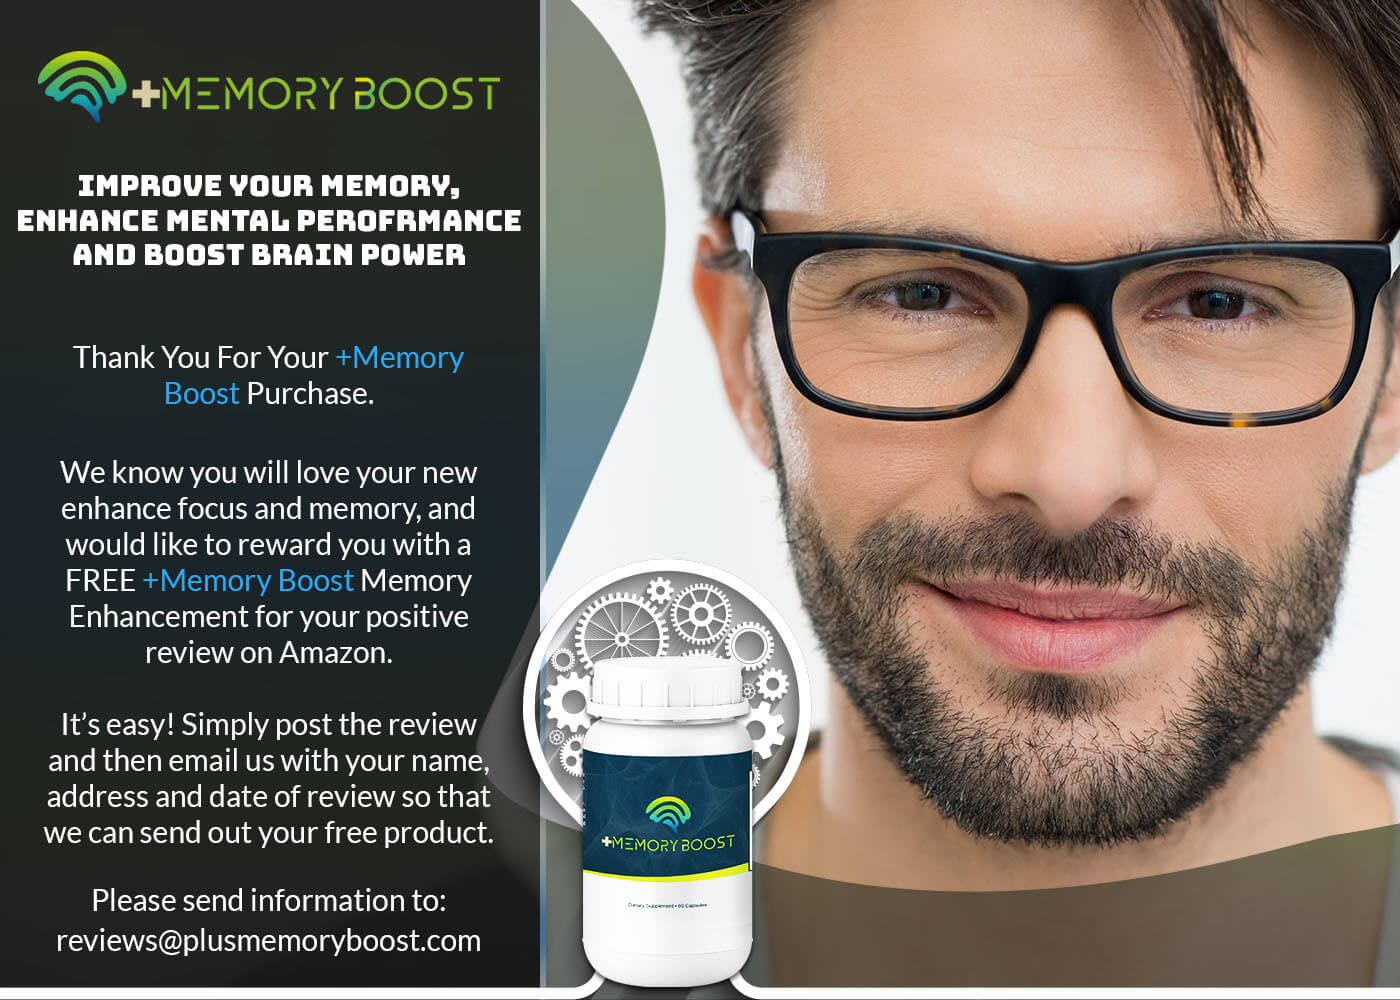 +MEMORY BOOST
IMPROVE YOUR MEMORY,
ENHANCE MENTAL PEROFRMANCE
AND BOOST BRAIN POWER
Thank You For Your +Memory
Boost Purchase.
We know you will love your new
enhance focus and memory, and
would like to reward you with a
FREE +Memory Boost Memory
Enhancement for your positive
review on Amazon.
It’s easy! Simply post the review
and then email us with your name,
address and date of review so that
we can send out your free product.
Please send information to:
reviews@plusmemoryboost.com
+MEMORY BOOST
Dietary Supplement • 60 Capsules